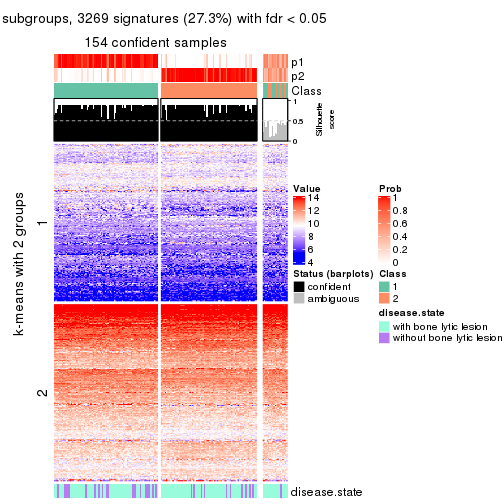 subgroups, 3269 signatures (27.3%) with fdr < 0.05
154 confident samples
p1
p2
Class
1
0.5
0
Silhouette
score
k-means with 2 groups
1
2
Value
14
12
10
8
6
4
Prob
1
0.8
0.6
0.4
0.2
0
Status (barplots)
confident
ambiguous
Class
1
2
disease.state
with bone lytic lesion
without bone lytic lesion
disease.state